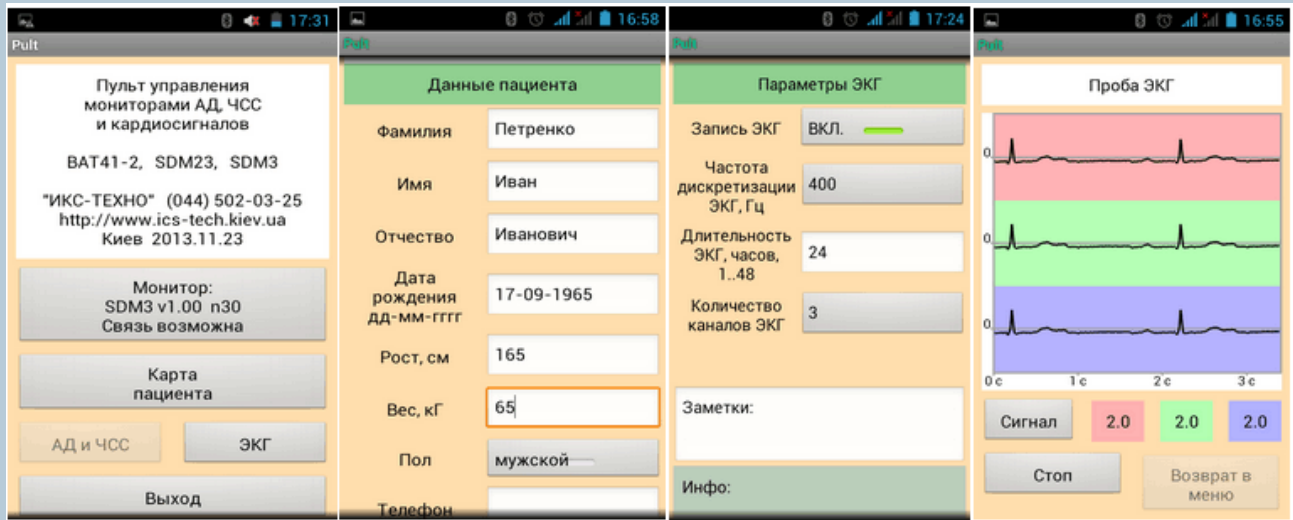 17:31
Pult
Пульт управления
мониторами АД, ЧСС
и кардиосигналов
ВАТ41-2, SDM23, SDM3
"ИКС-ТЕХНО" (044) 502-03-25
http://www.ics-tech.kiev.ua
Киев 2013.11.23
Монитор:
SDM3 v1.00 n30
Связь возможна
Карта
пациента
АД и ЧСС
ЭКГ
Выход
16:58
Pult
Данные пациента
Фамилия
Петренко
Имя
Иван
Отчество
Иванович
Дата
рождения
дд-мм-гггг
17-09-1965
Рост, см
165
Вес, кГ
65
Пол
мужской
Телефон
17:24
Pult
Параметры ЭКГ
Запись ЭКГ
ВКЛ.
Частота
дискретизации
ЭКГ, Гц
400
Длительность
ЭКГ, часов,
1..48
24
Количество
каналов ЭКГ
3
Заметки:
Инфо:
16:55
Pult
Проба ЭКГ
0
0
0
0 с 1 с 2 с 3 с
Сигнал
2.0
2.0
2.0
Стоп
Возврат в
меню